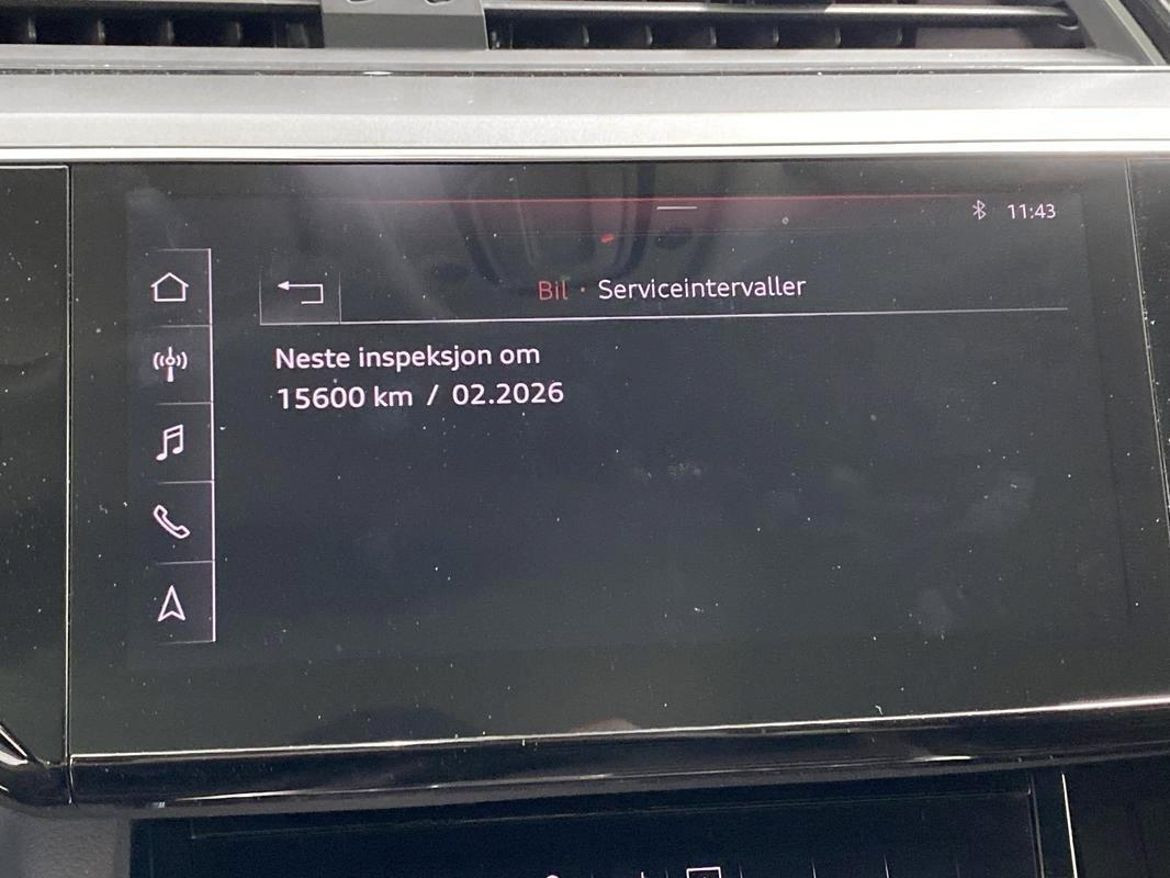 11:43
Bil · Serviceintervaller
Neste inspeksjon om
15600 km / 02.2026